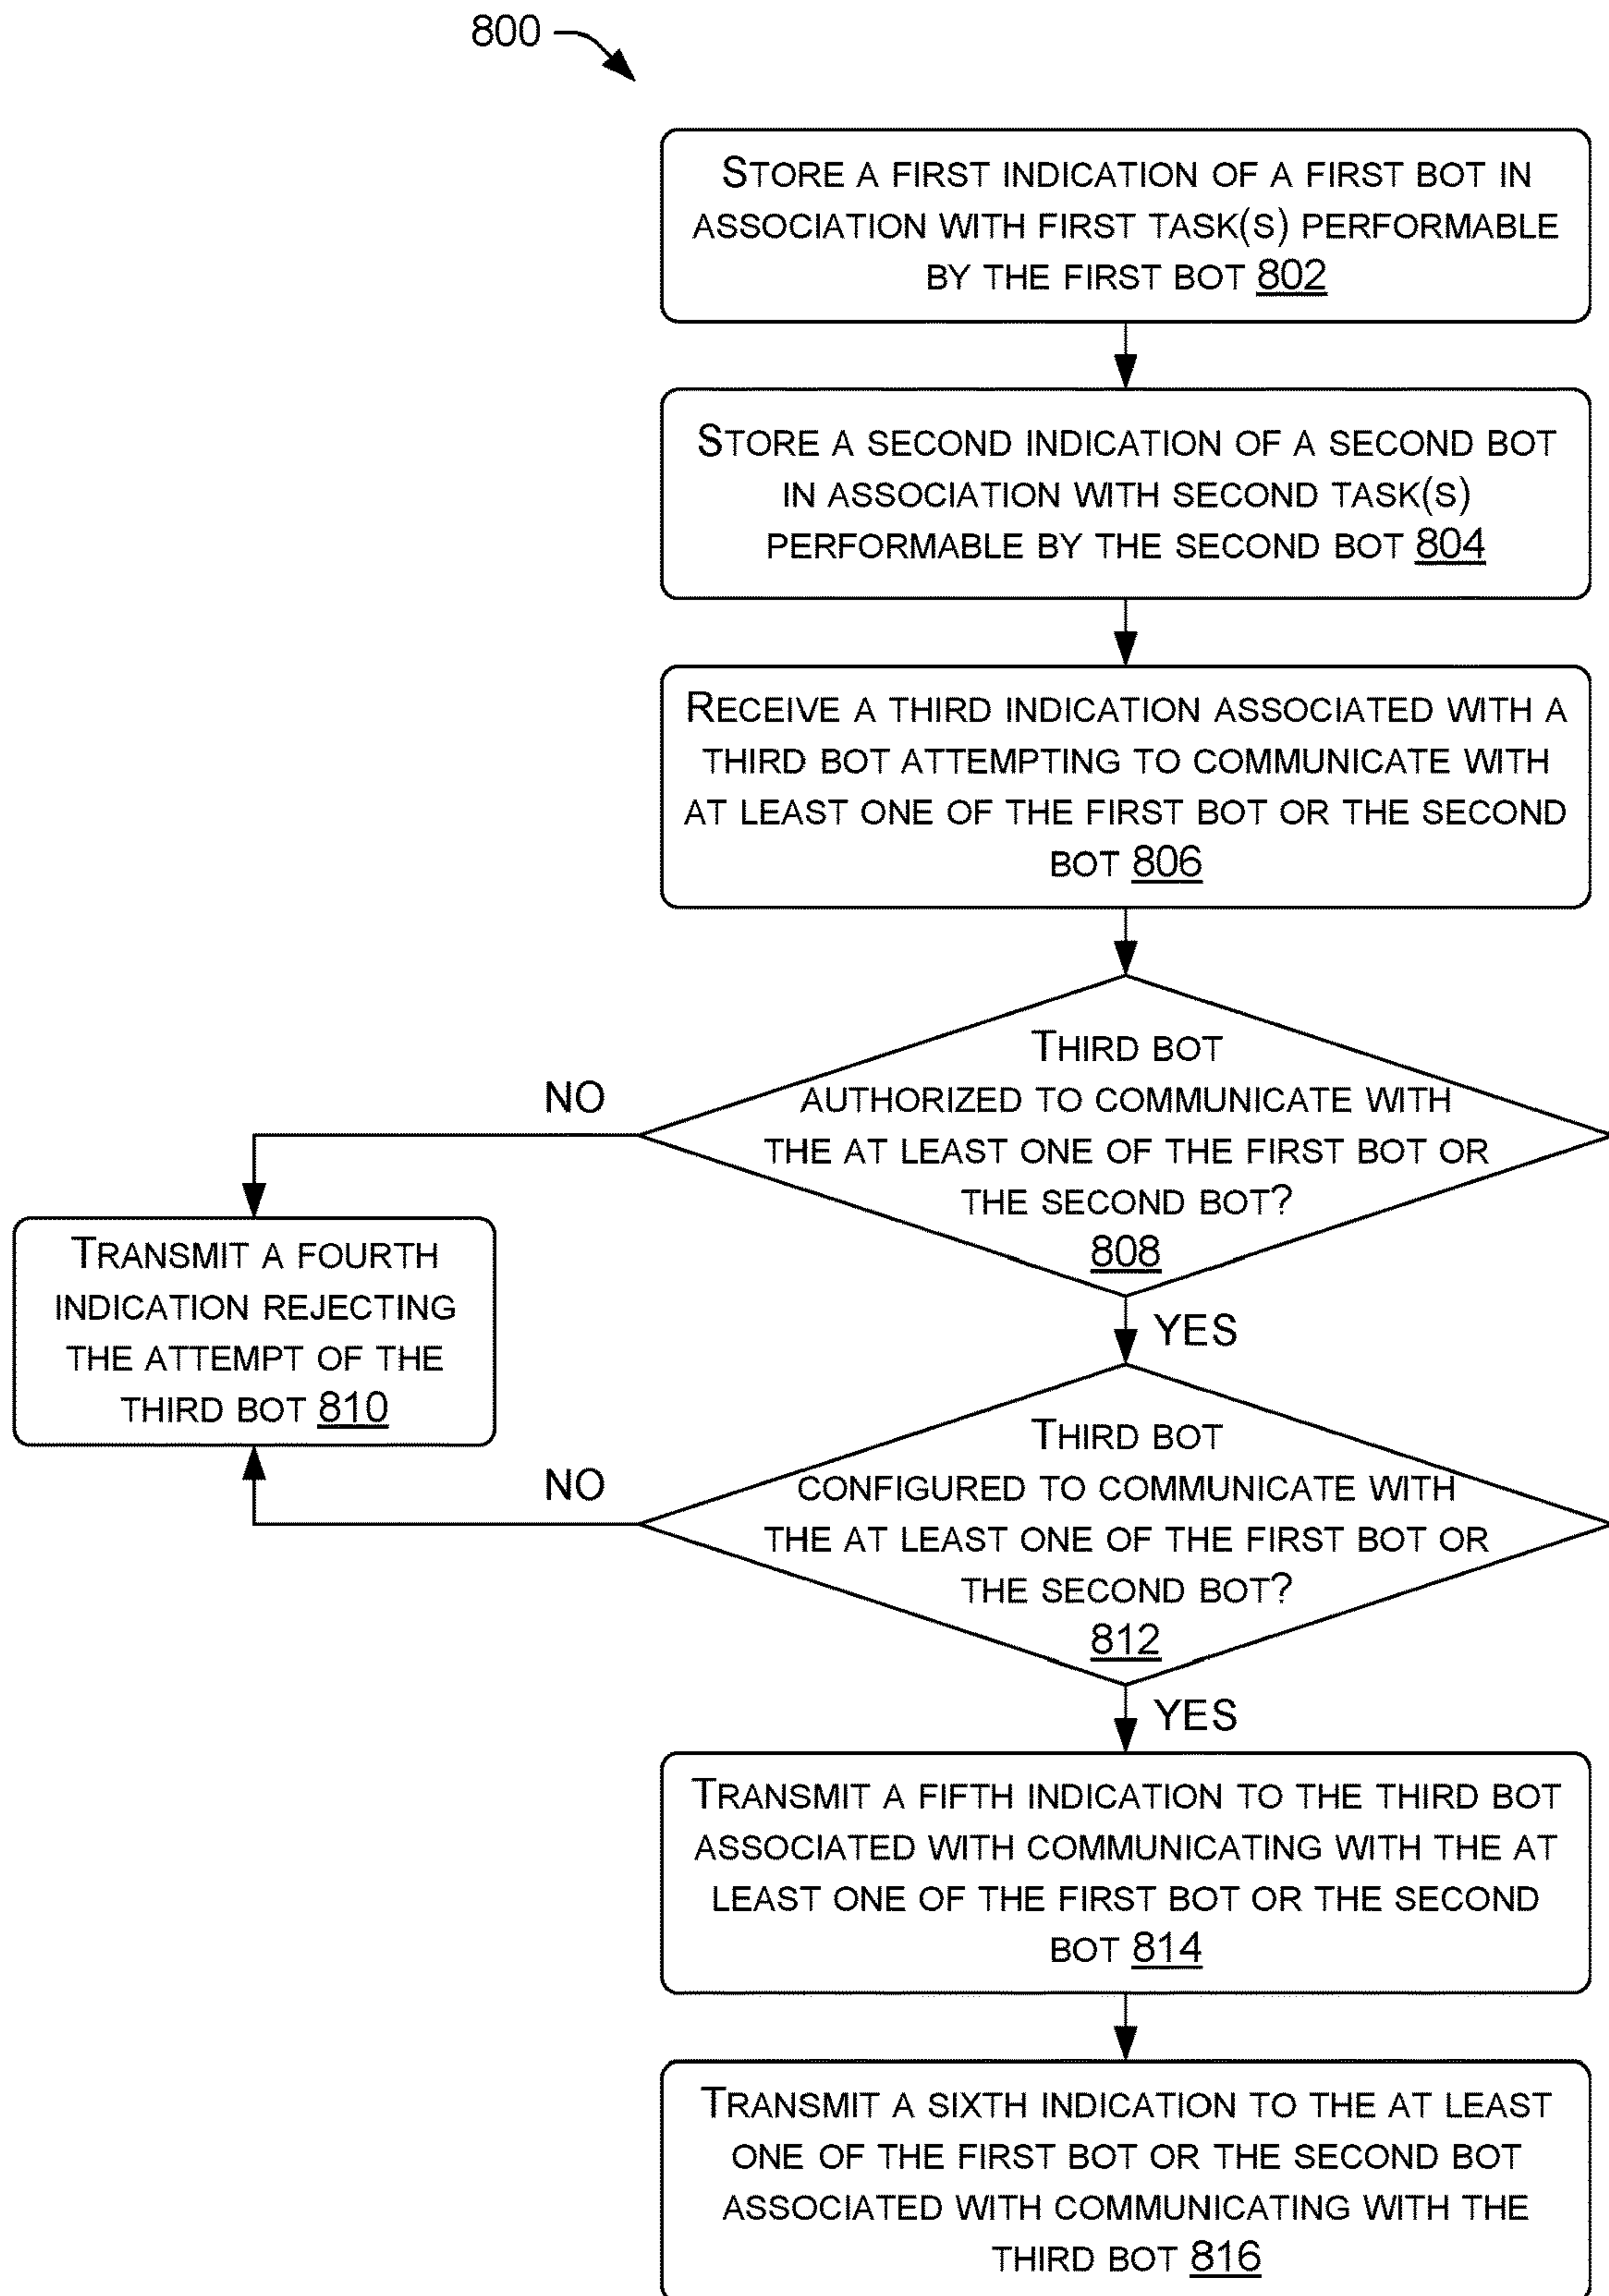 800
STORE A FIRST INDICATION OF A FIRST BOT IN
ASSOCIATION WITH FIRST TASK(S) PERFORMABLE
BY THE FIRST BOT 802
STORE A SECOND INDICATION OF A SECOND BOT
IN ASSOCIATION WITH SECOND TASK(S)
PERFORMABLE BY THE SECOND BOT 804
RECEIVE A THIRD INDICATION ASSOCIATED WITH A
THIRD BOT ATTEMPTING TO COMMUNICATE WITH
AT LEAST ONE OF THE FIRST BOT OR THE SECOND
BOT 806
THIRD BOT
AUTHORIZED TO COMMUNICATE WITH
THE AT LEAST ONE OF THE FIRST BOT OR
THE SECOND BOT?
808
NO
YES
TRANSMIT A FOURTH
INDICATION REJECTING
THE ATTEMPT OF THE
THIRD BOT 810
THIRD BOT
CONFIGURED TO COMMUNICATE WITH
THE AT LEAST ONE OF THE FIRST BOT OR
THE SECOND BOT?
812
NO
YES
TRANSMIT A FIFTH INDICATION TO THE THIRD BOT
ASSOCIATED WITH COMMUNICATING WITH THE AT
LEAST ONE OF THE FIRST BOT OR THE SECOND
BOT 814
TRANSMIT A SIXTH INDICATION TO THE AT LEAST
ONE OF THE FIRST BOT OR THE SECOND BOT
ASSOCIATED WITH COMMUNICATING WITH THE
THIRD BOT 816